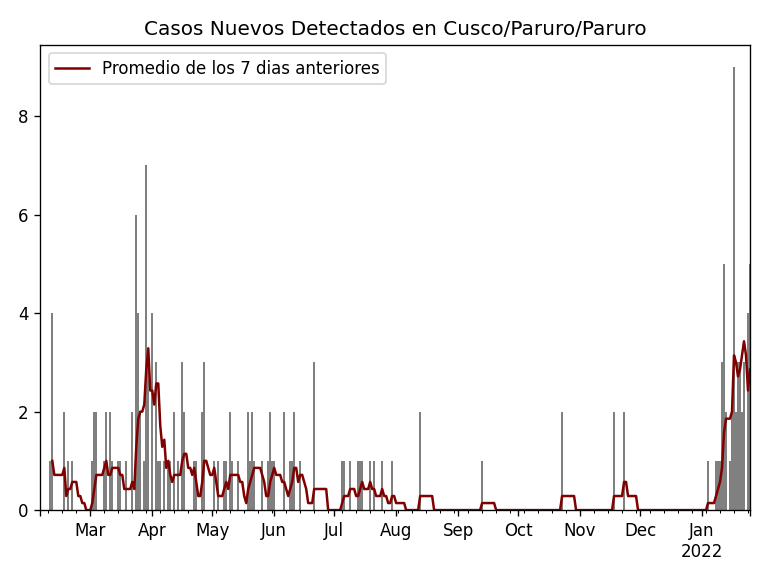 Casos Nuevos Detectados en Cusco/Paruro/Paruro
Promedio de los 7 dias anteriores
8
6
4
2
0
Mar Apr May Jun Jul Aug Sep Oct Nov Dec Jan
2022